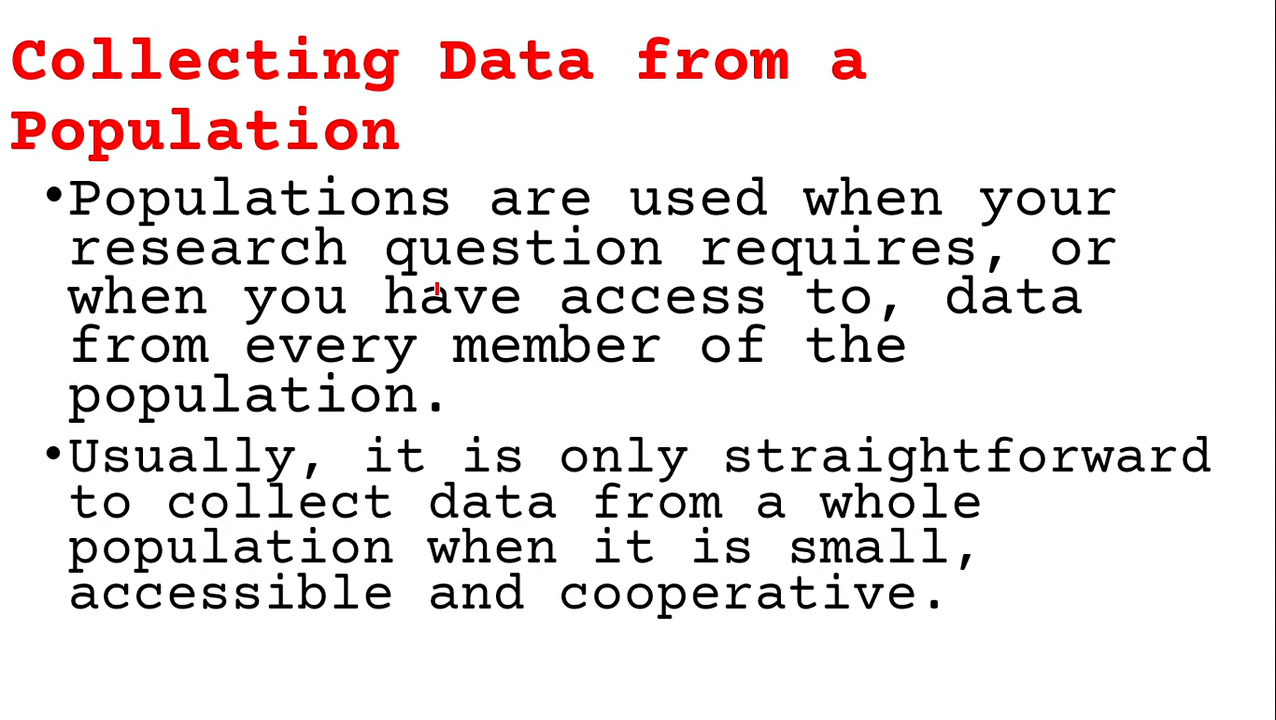 Collecting Data from a
Population
•Populations are used when your
research question requires, or
when you have access to, data
from every member of the
population.
•Usually, it is only straightforward
to collect data from a whole
population when it is small,
accessible and cooperative.